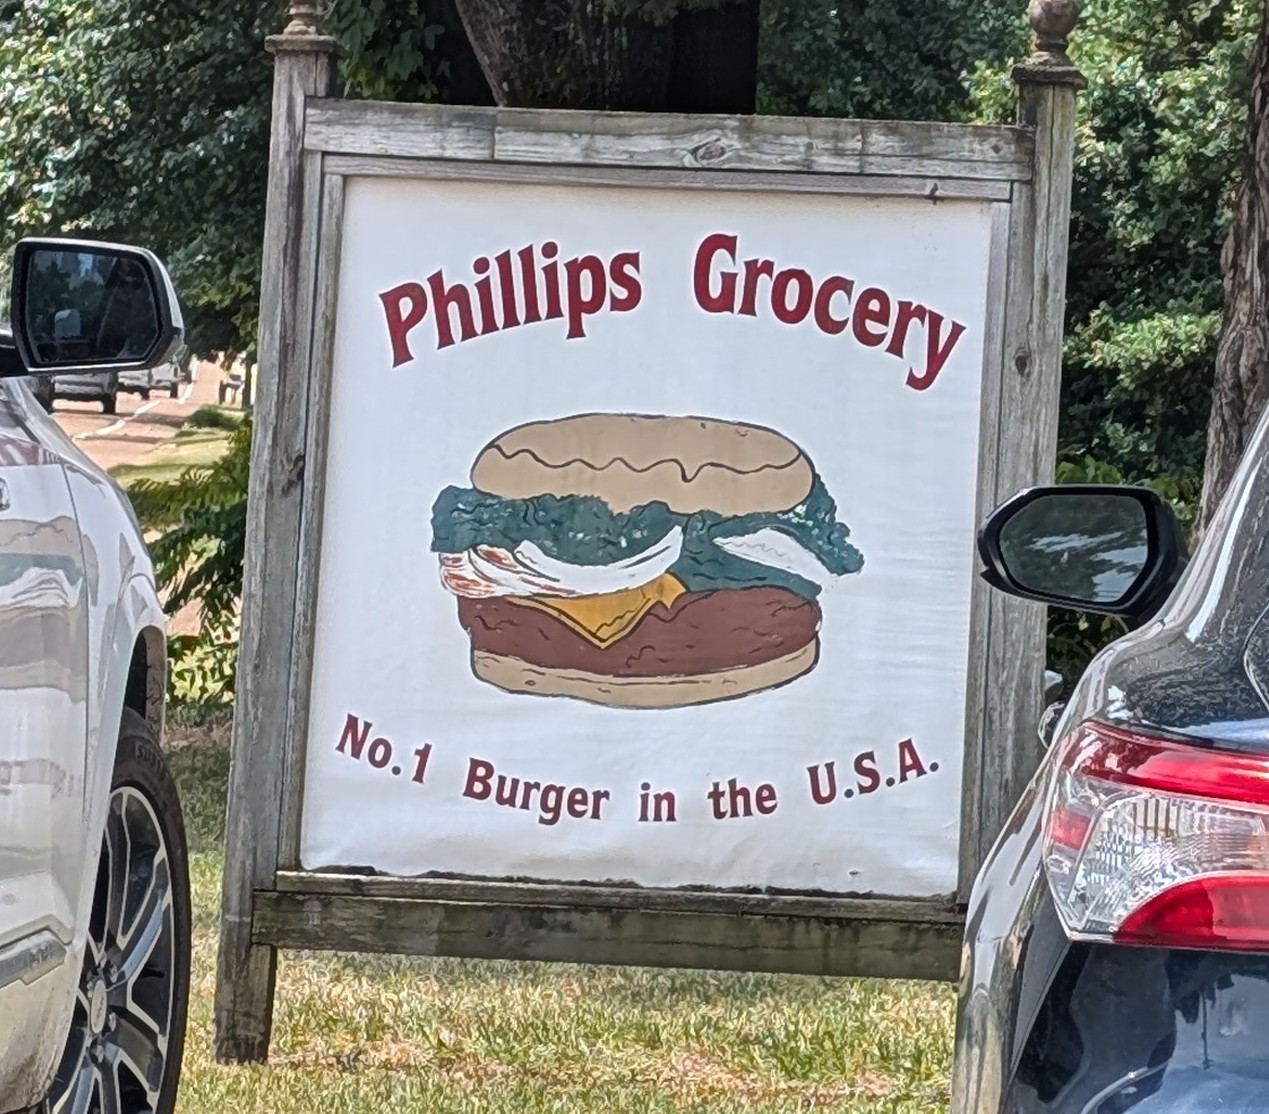 Phillips Grocery
No.1 Burger in the U.S.A.